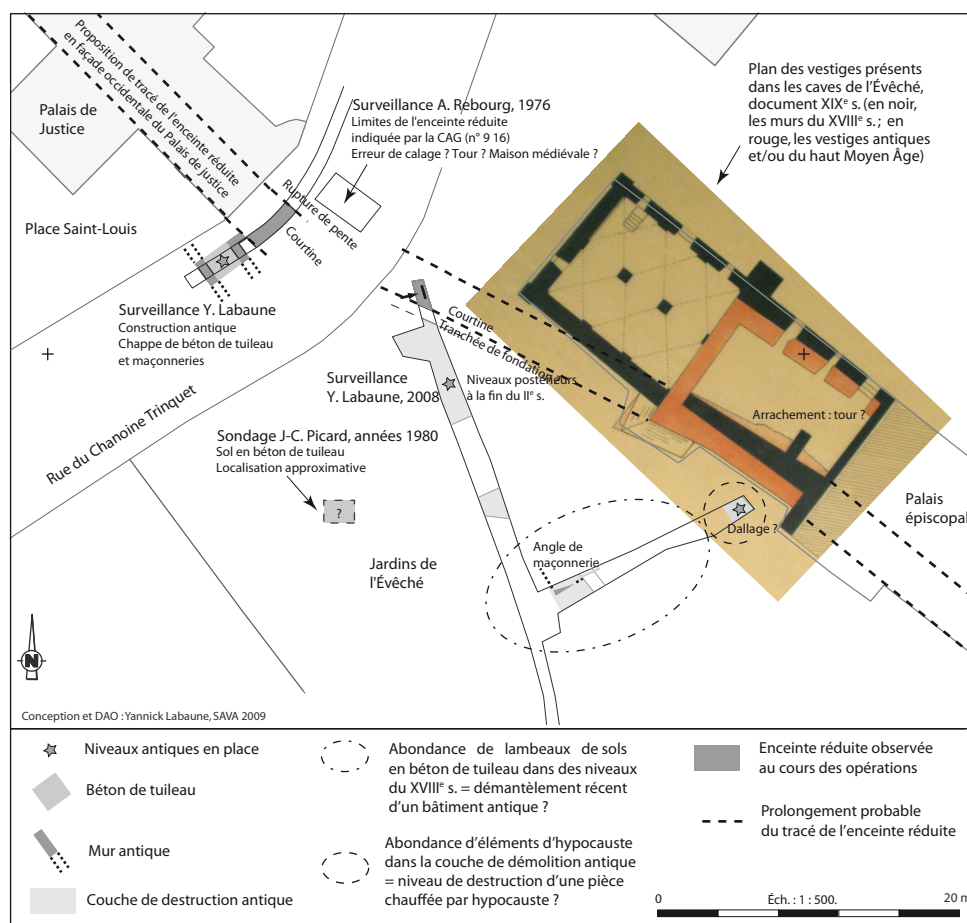 Proposition de tracé de l'enceinte réduite
en façade occidentale du Palais de justice
Palais de
Justice
Place Saint-Louis
Surveillance A. Rebourg, 1976
Limites de l'enceinte réduite
indiquée par la CAG (n° 9 16)
Erreur de calage ? Tour ? Maison médiévale ?
Plan des vestiges présents
dans les caves de l'Évêché,
document XIXe s. (en noir,
les murs du XVIIIe s. ; en
rouge, les vestiges antiques
et/ou du haut Moyen Âge)
Rupture de pente
Courtine
Surveillance Y. Labaune
Construction antique
Chappe de béton de tuileau
et maçonneries
Courtine
Tranchée de fondation
Surveillance
Y. Labaune, 2008
Niveaux postérieurs
à la fin du IIe s.
Rue du Chanoine Trinquet
Sondage J-C. Picard, années 1980
Sol en béton de tuileau
Localisation approximative
?
Arrachement : tour ?
Palais
épiscopal
Dallage ?
Angle de
maçonnerie
Jardins de
l'Évêché
N
Conception et DAO : Yannick Labaune, SAVA 2009
Niveaux antiques en place
Béton de tuileau
Mur antique
Couche de destruction antique
Abondance de lambeaux de sols
en béton de tuileau dans des niveaux
du XVIIIe s. = démantèlement récent
d'un bâtiment antique ?
Abondance d'éléments d'hypocauste
dans la couche de démolition antique
= niveau de destruction d'une pièce
chauffée par hypocauste ?
Enceinte réduite observée
au cours des opérations
Prolongement probable
du tracé de l'enceinte réduite
0 Éch. : 1 : 500. 20 m